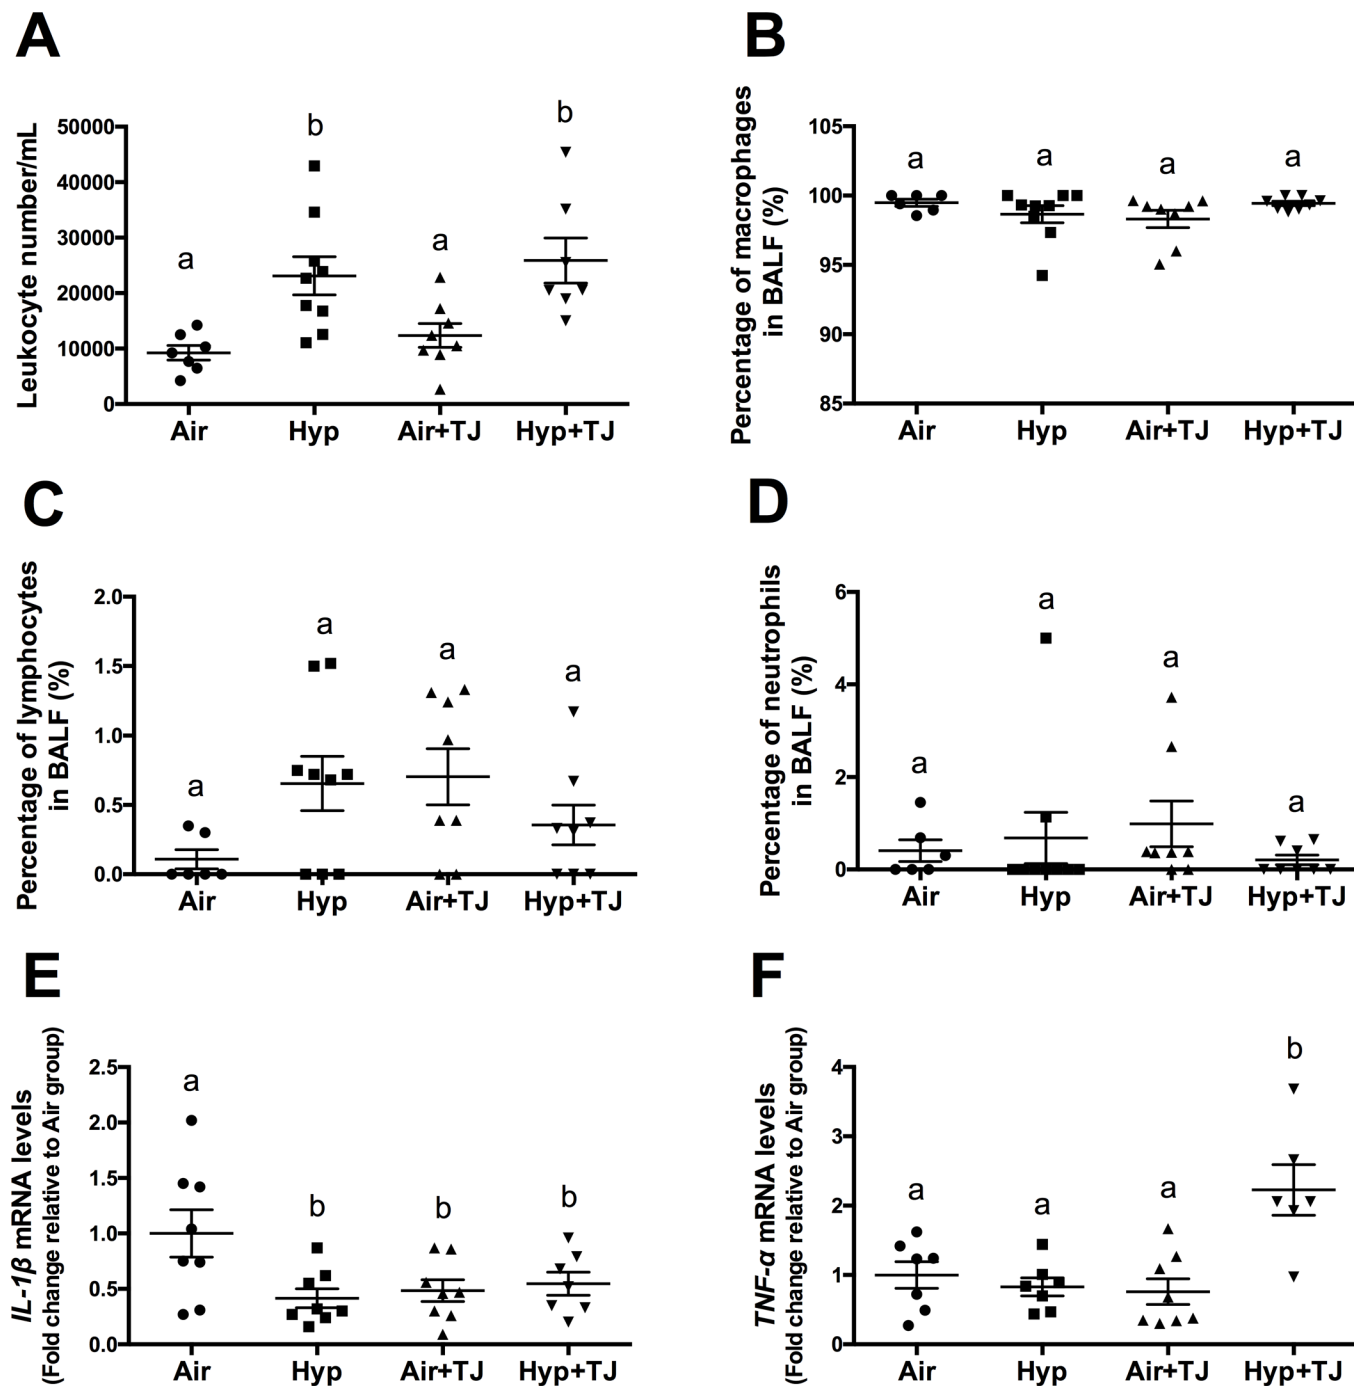 A
Leukocyte number/mL
50000
40000
30000
20000
10000
0
a
b
a
b
Air
Hyp
Air+TJ
Hyp+TJ
B
Percentage of macrophages
in BALF (%)
105
100
95
90
85
a
a
a
a
Air
Hyp
Air+TJ
Hyp+TJ
C
Percentage of lymphocytes
in BALF (%)
2.0
1.5
1.0
0.5
0.0
a
a
a
a
Air
Hyp
Air+TJ
Hyp+TJ
D
Percentage of neutrophils
in BALF (%)
6
4
2
0
a
a
a
a
Air
Hyp
Air+TJ
Hyp+TJ
E
IL-1β mRNA levels
(Fold change relative to Air group)
2.5
2.0
1.5
1.0
0.5
0.0
a
b
b
b
Air
Hyp
Air+TJ
Hyp+TJ
F
TNF-α mRNA levels
(Fold change relative to Air group)
4
3
2
1
0
a
a
a
b
Air
Hyp
Air+TJ
Hyp+TJ